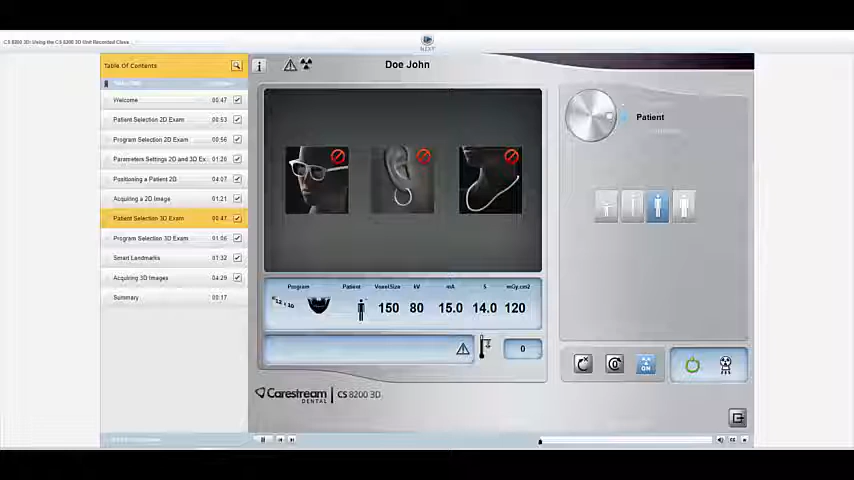 CS 8200 3D: Using the CS 8200 3D Unit Recorded Class
NEXT
Table Of Contents
Doe John
Welcome 00:47
Patient Selection 2D Exam 00:53
Program Selection 2D Exam 00:56
Parameters Settings 2D and 3D Ex...
Positioning a Patient 2D 04:07
Acquiring a 2D Image 01:21
Patient Selection 3D Exam 00:47
Program Selection 3D Exam 01:06
Smart Landmarks 01:32
Acquiring 3D Images 04:29
Summary 00:17
Patient
Program Patient Voxel Size kV mA S mGy.cm2
150 80 15.0 14.0 120
0
ON
Carestream DENTAL | CS 8200 3D